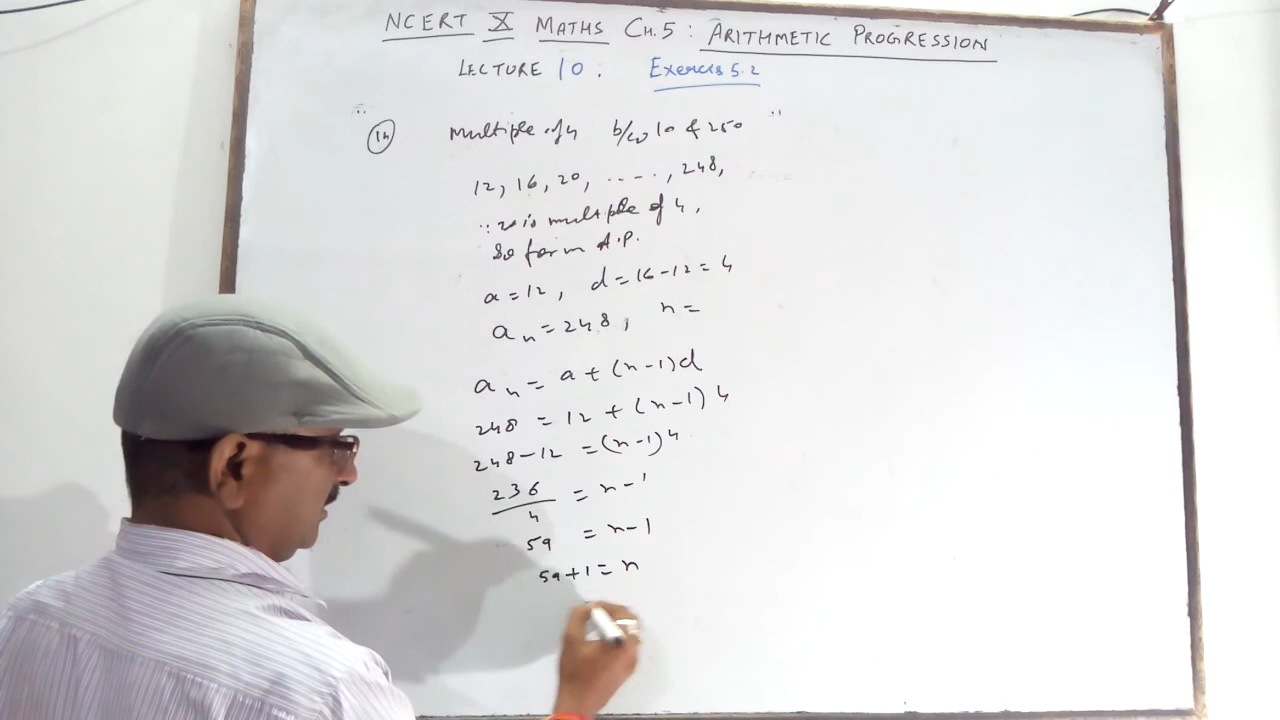 NCERT X MATHS CH.5 : ARITHMETIC PROGRESSION
LECTURE 10 : Exercis 5.2
14 Multiple of 4 b/w 10 & 250
12, 16, 20, ....., 248,
is multiple of 4,
So form A.P.
a = 12, d = 16 - 12 = 4
an = 248, n =
an = a + (n-1)d
248 = 12 + (n-1) 4
248 - 12 = (n-1) 4
236/4 = n - 1
59 = n - 1
59 + 1 = n